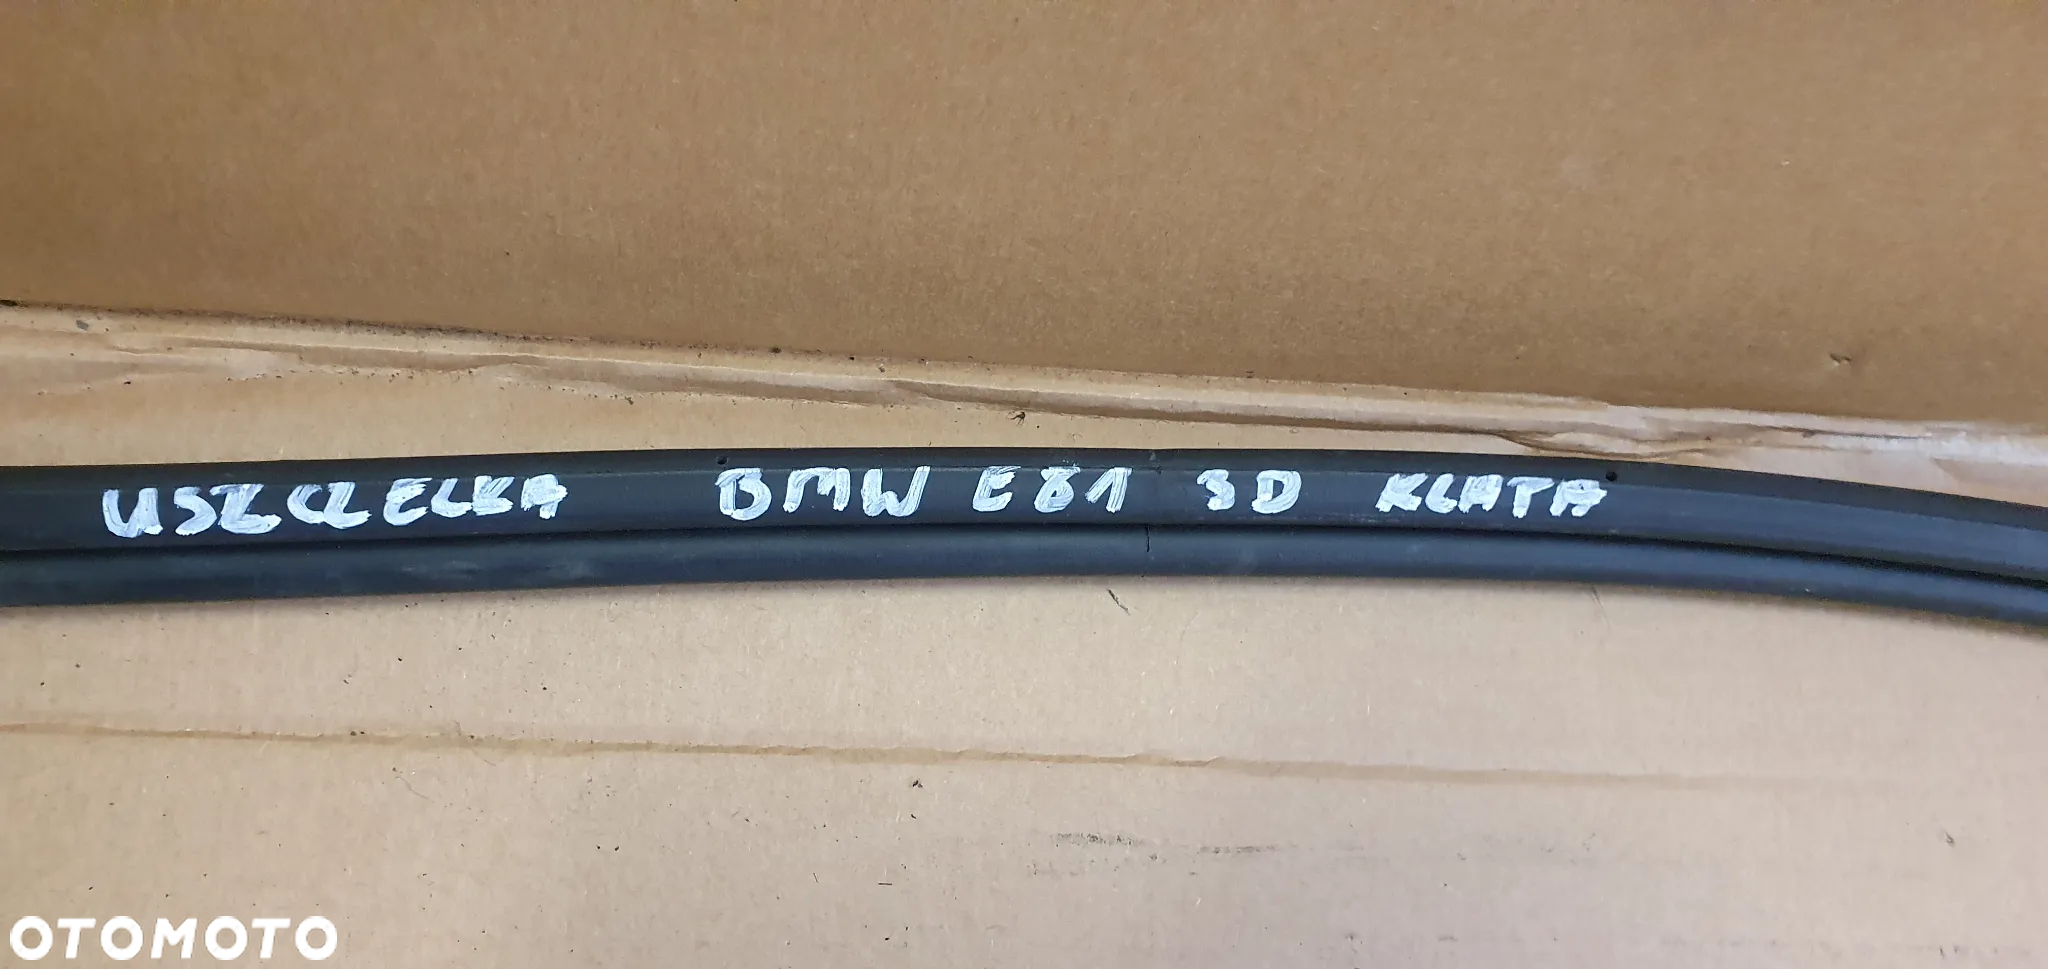 USZCZELKA BMW E81 3D KLAPA
OTOMOTO